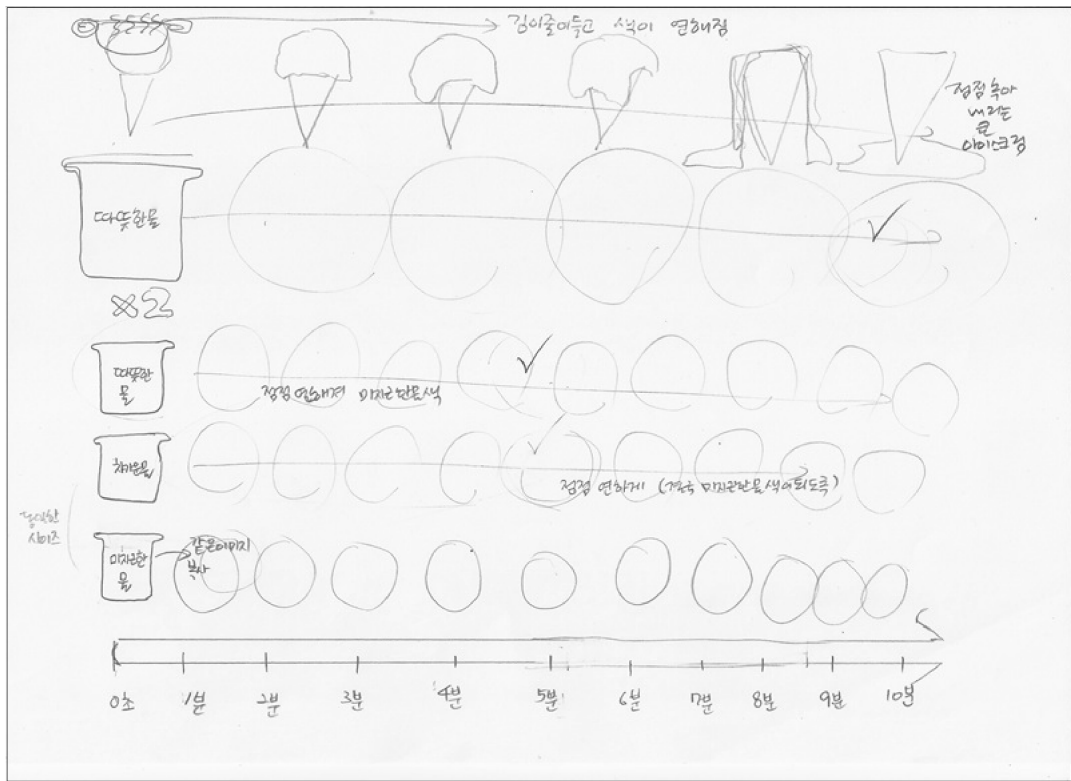 김이줄어들고 색이 연해짐
점점녹아
내리는
큰
아이스크림
따뜻한물
×2
따뜻한
물
점점 연해져 미지근한물색
차가운물
점점 연하게 (결국 미지근한물색이되도록)
동일한
사이즈
미지근한
물
같은이미지
복사
0초 1분 2분 3분 4분 5분 6분 7분 8분 9분 10분